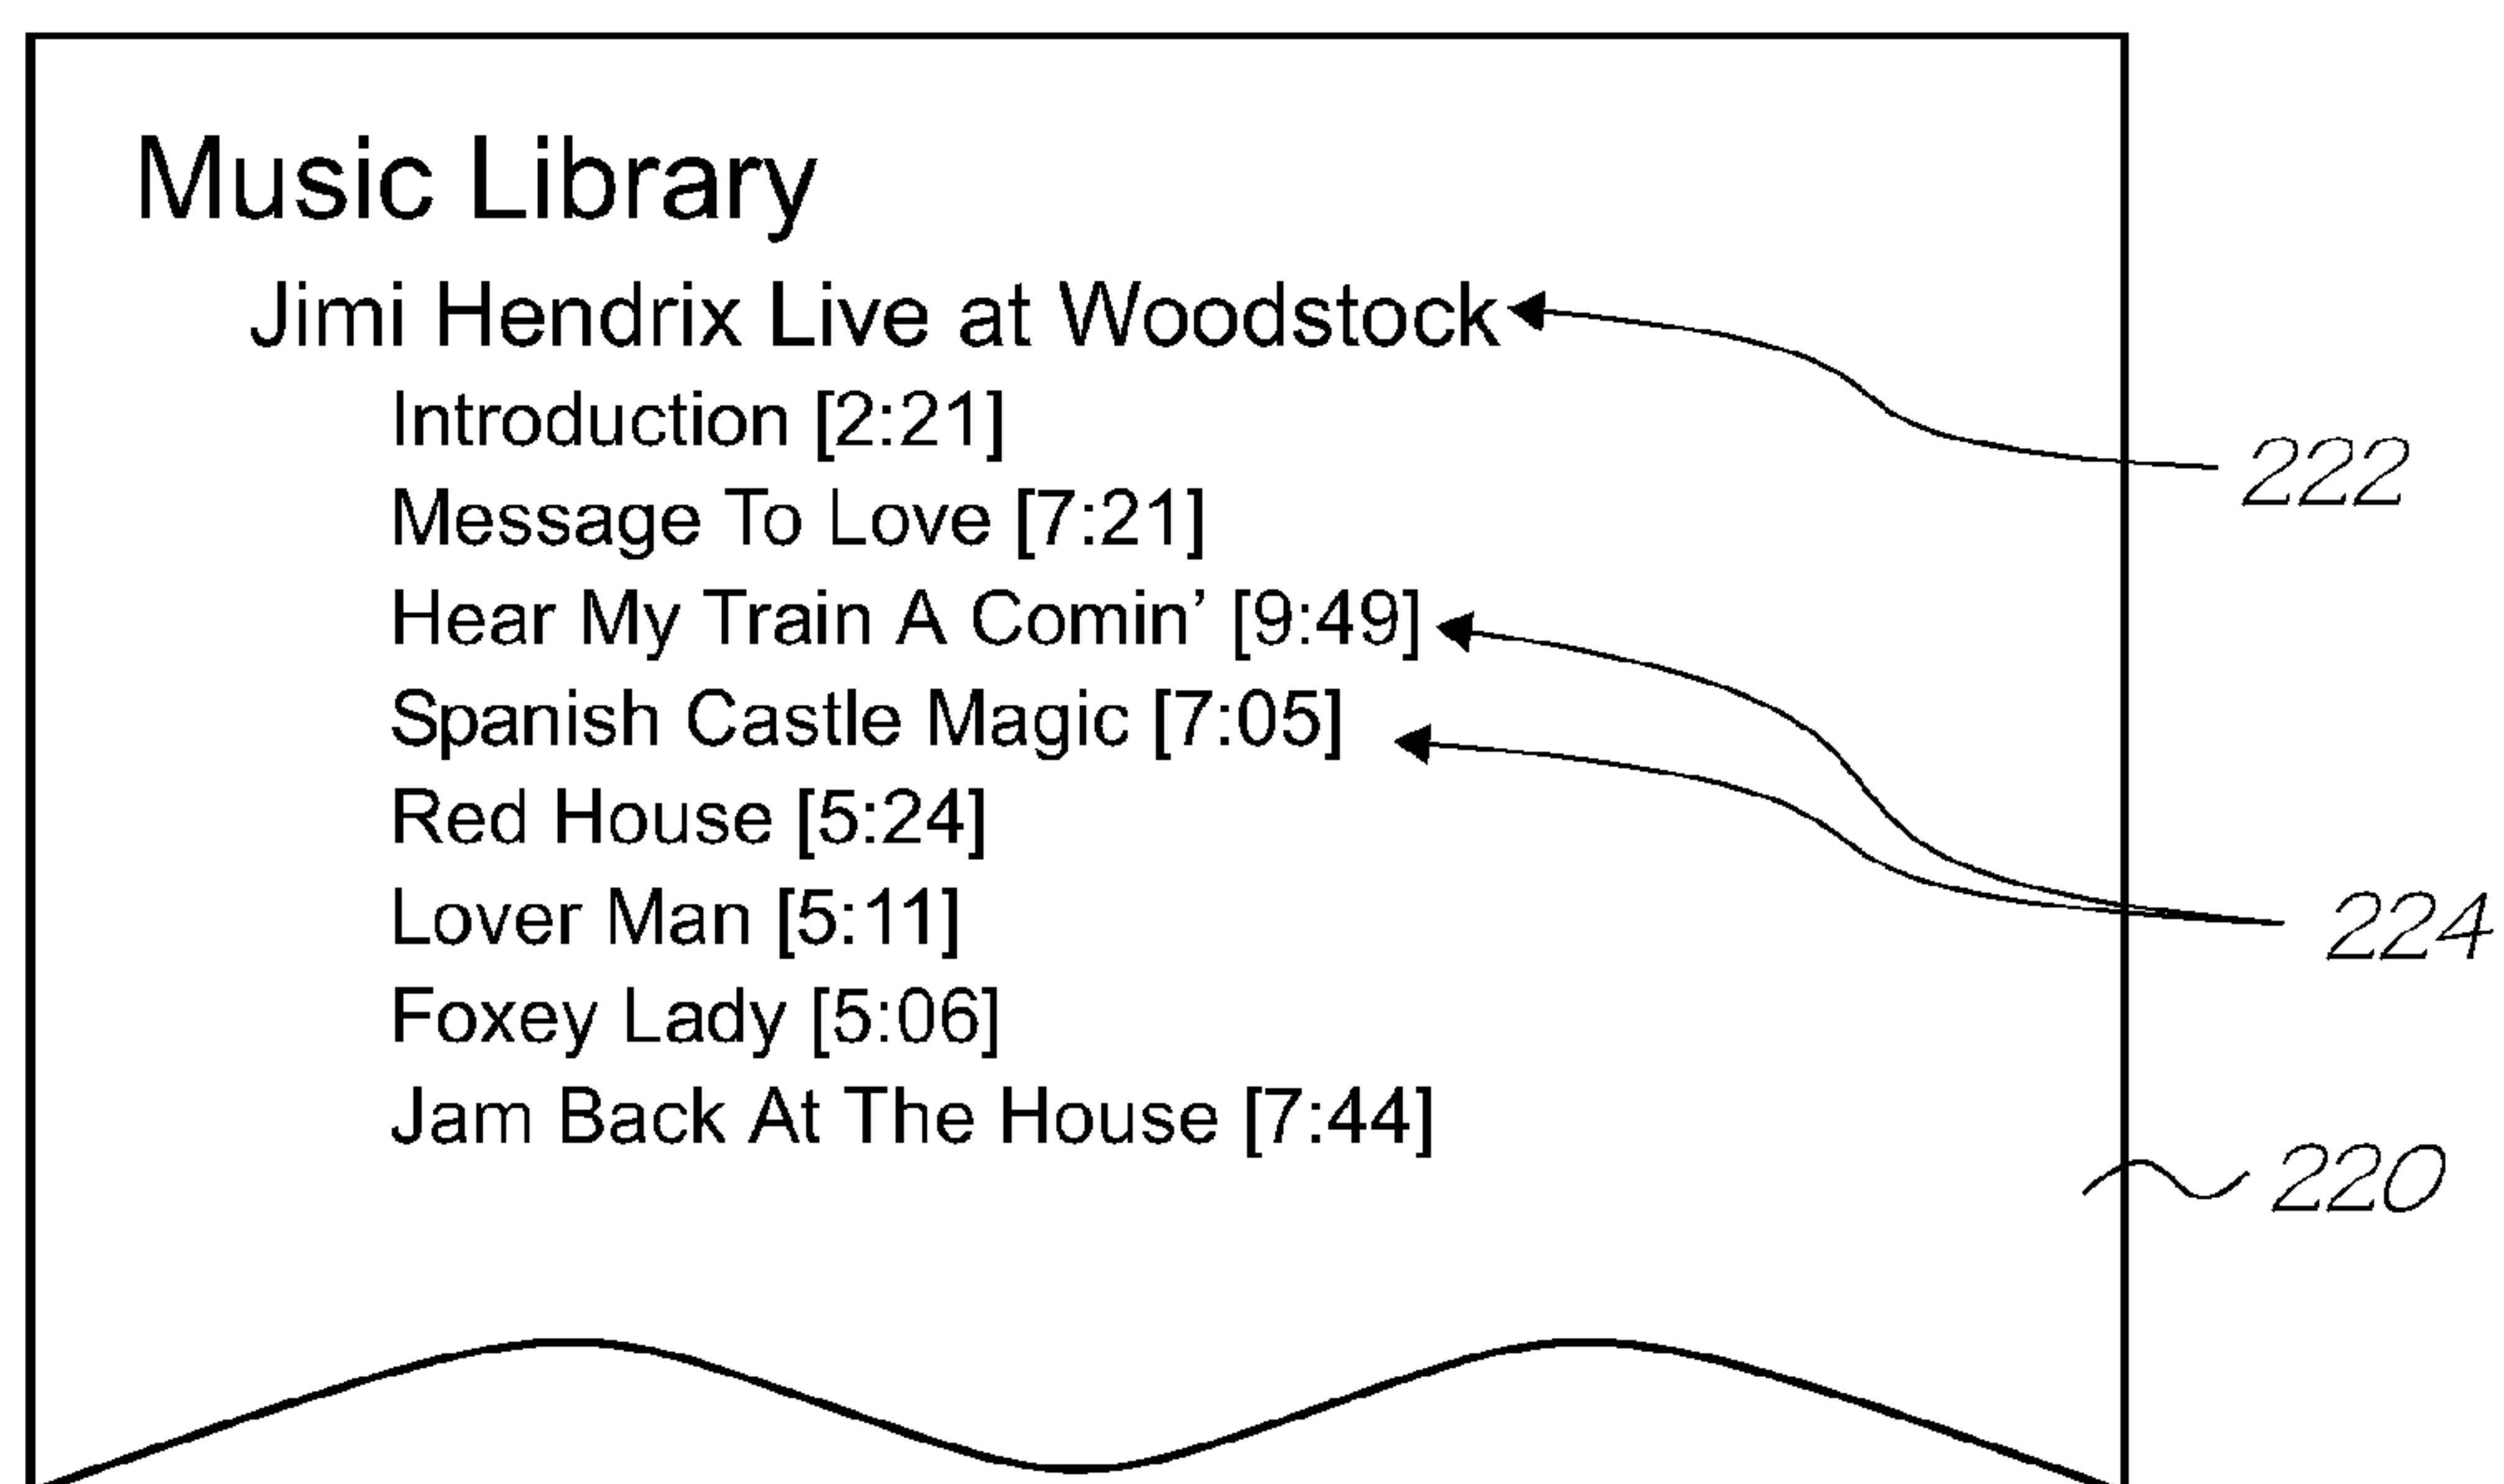 Music Library
Jimi Hendrix Live at Woodstock
Introduction [2:21]
222
Message To Love [7:21]
Hear My Train A Comin’ [9:49]
Spanish Castle Magic [7:05]
Red House [5:24]
Lover Man [5:11]
224
Foxey Lady [5:06]
Jam Back At The House [7:44]
220